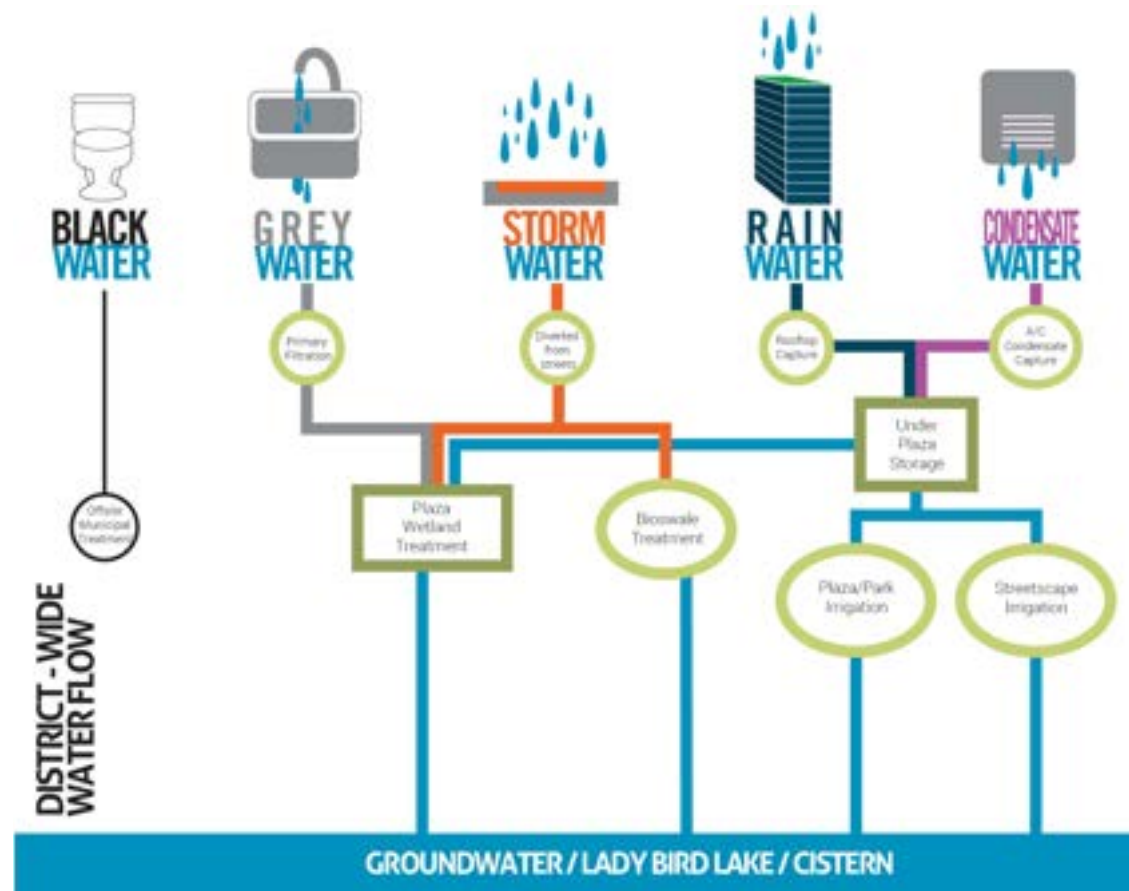 BLACK
WATER
GREY
WATER
STORM
WATER
RAIN
WATER
CONDENSATE
WATER
Primary
Filtration
Diverted
from
streets
Rooftop
Capture
A/C
Condensate
Capture
Under
Plaza
Storage
Offsite
Municipal
Treatment
Plaza
Wetland
Treatment
Bioswale
Treatment
Plaza/Park
Irrigation
Streetscape
Irrigation
DISTRICT - WIDE
WATER FLOW
GROUNDWATER / LADY BIRD LAKE / CISTERN